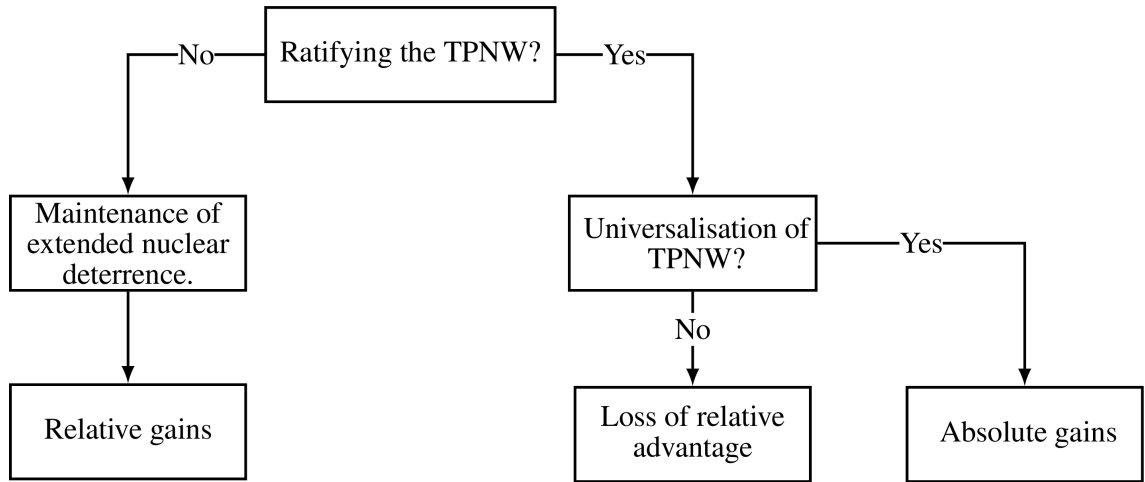 Ratifying the TPNW?
No
Yes
Maintenance of
extended nuclear
deterrence.
Universalisation of
TPNW?
Yes
No
Relative gains
Loss of relative
advantage
Absolute gains